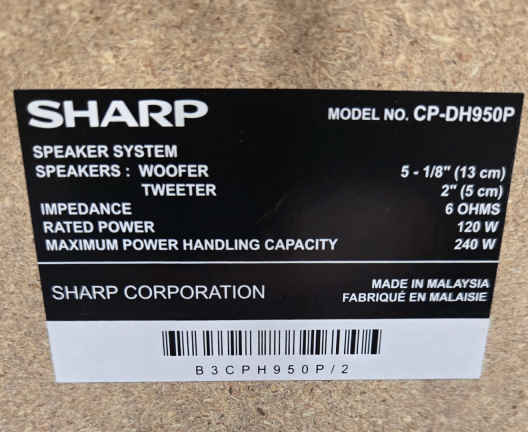 SHARP MODEL NO. CP-DH950P
SPEAKER SYSTEM
SPEAKERS : WOOFER 5 - 1/8" (13 cm)
TWEETER 2" (5 cm)
IMPEDANCE 6 OHMS
RATED POWER 120 W
MAXIMUM POWER HANDLING CAPACITY 240 W
SHARP CORPORATION
MADE IN MALAYSIA
FABRIQUÉ EN MALAISIE
B3CPH950P/2